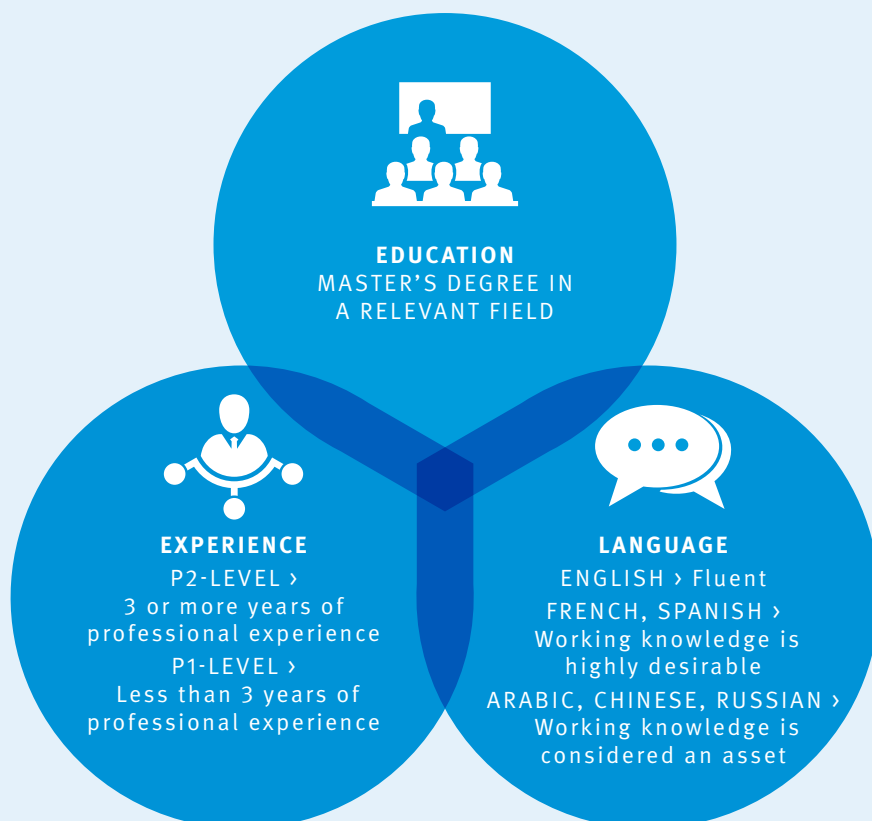 EDUCATION
MASTER’S DEGREE IN
A RELEVANT FIELD
EXPERIENCE
P2-LEVEL ›
3 or more years of
professional experience
P1-LEVEL ›
Less than 3 years of
professional experience
LANGUAGE
ENGLISH › Fluent
FRENCH, SPANISH ›
Working knowledge is
highly desirable
ARABIC, CHINESE, RUSSIAN ›
Working knowledge is
considered an asset